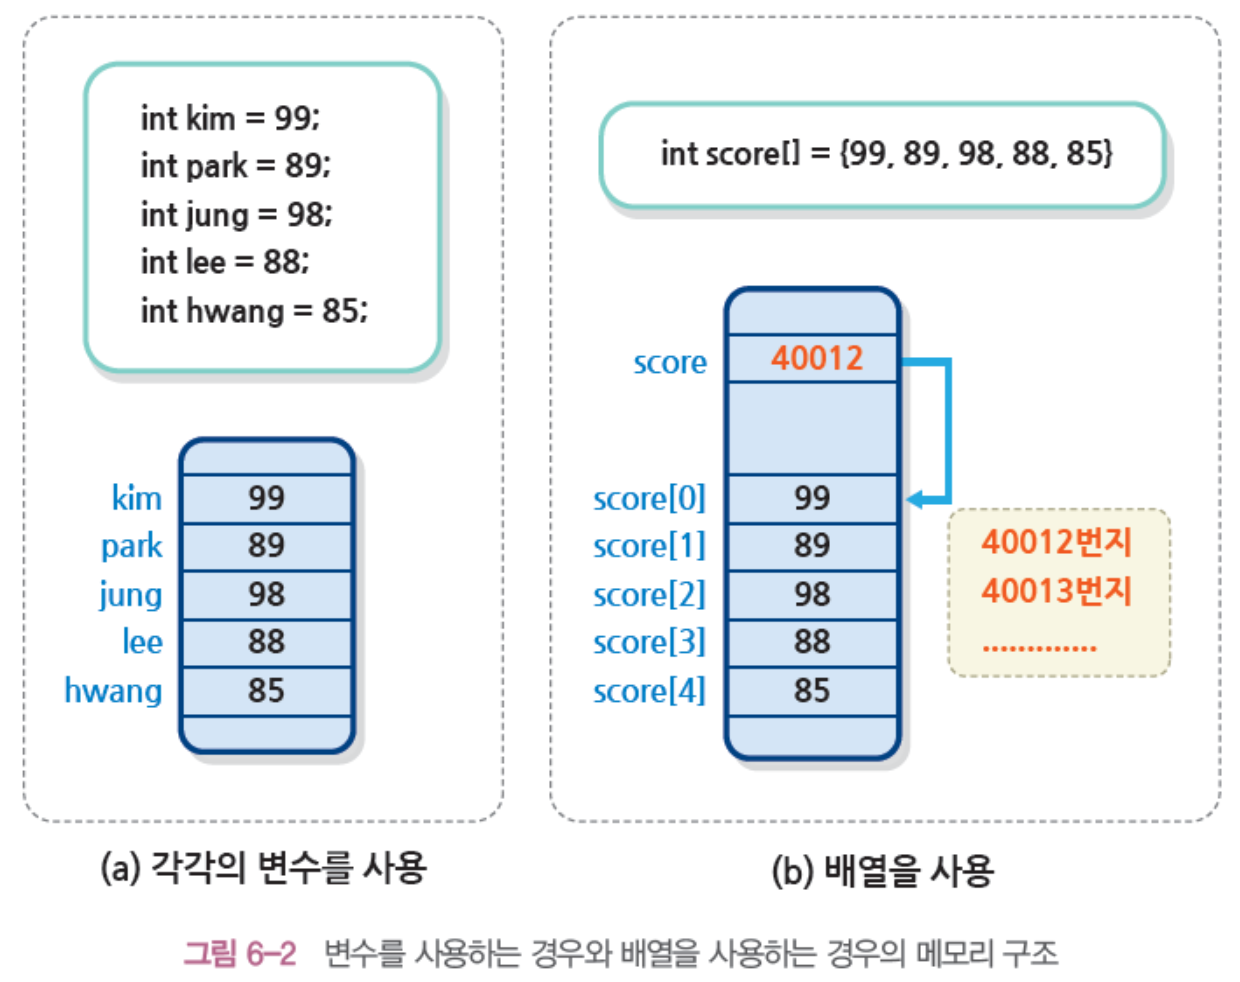 int kim = 99;
int park = 89;
int jung = 98;
int lee = 88;
int hwang = 85;
kim 99
park 89
jung 98
lee 88
hwang 85
(a) 각각의 변수를 사용
int score[] = {99, 89, 98, 88, 85}
score 40012
score[0] 99
score[1] 89
score[2] 98
score[3] 88
score[4] 85
40012번지
40013번지
.............
(b) 배열을 사용
그림 6-2 변수를 사용하는 경우와 배열을 사용하는 경우의 메모리 구조